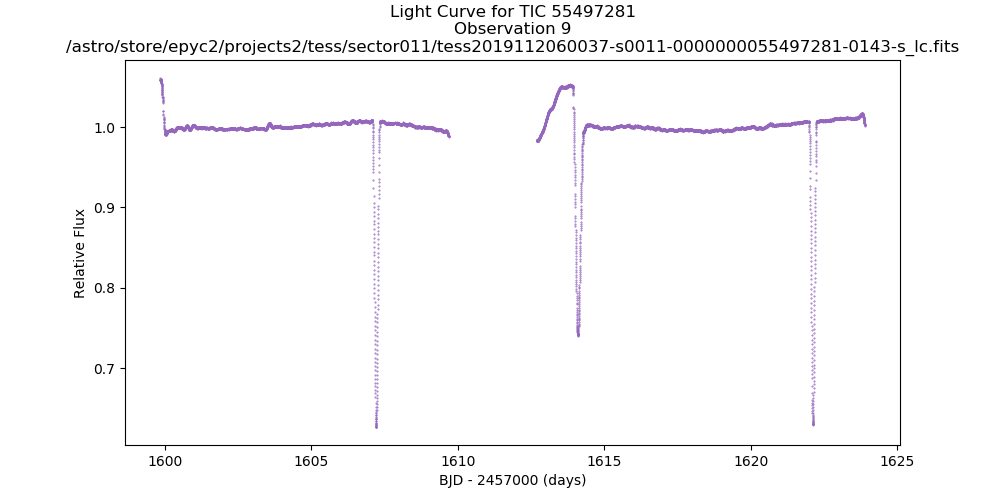 Light Curve for TIC 55497281
Observation 9
/astro/store/epyc2/projects2/tess/sector011/tess2019112060037-s0011-0000000055497281-0143-s_lc.fits
Relative Flux
1.0
0.9
0.8
0.7
1600
1605
1610
1615
1620
1625
BJD - 2457000 (days)